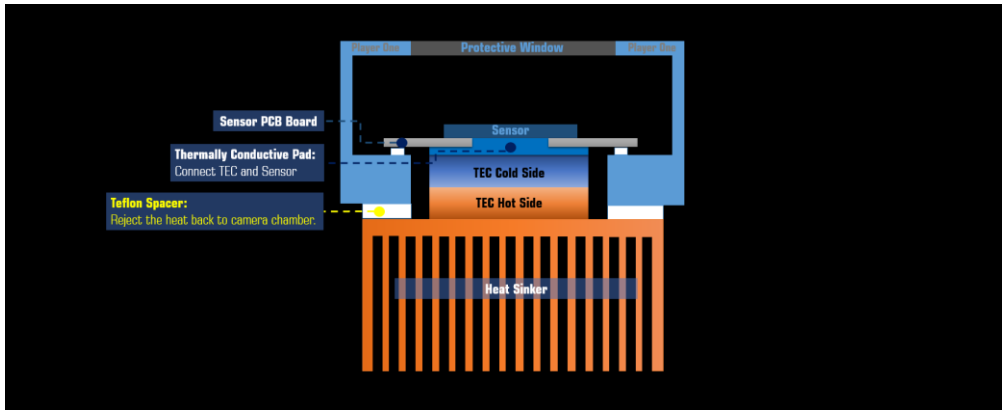 Player One
Protective Window
Player One
Sensor PCB Board
Sensor
Thermally Conductive Pad:
Connect TEC and Sensor
TEC Cold Side
Teflon Spacer:
Reject the heat back to camera chamber.
TEC Hot Side
Heat Sinker